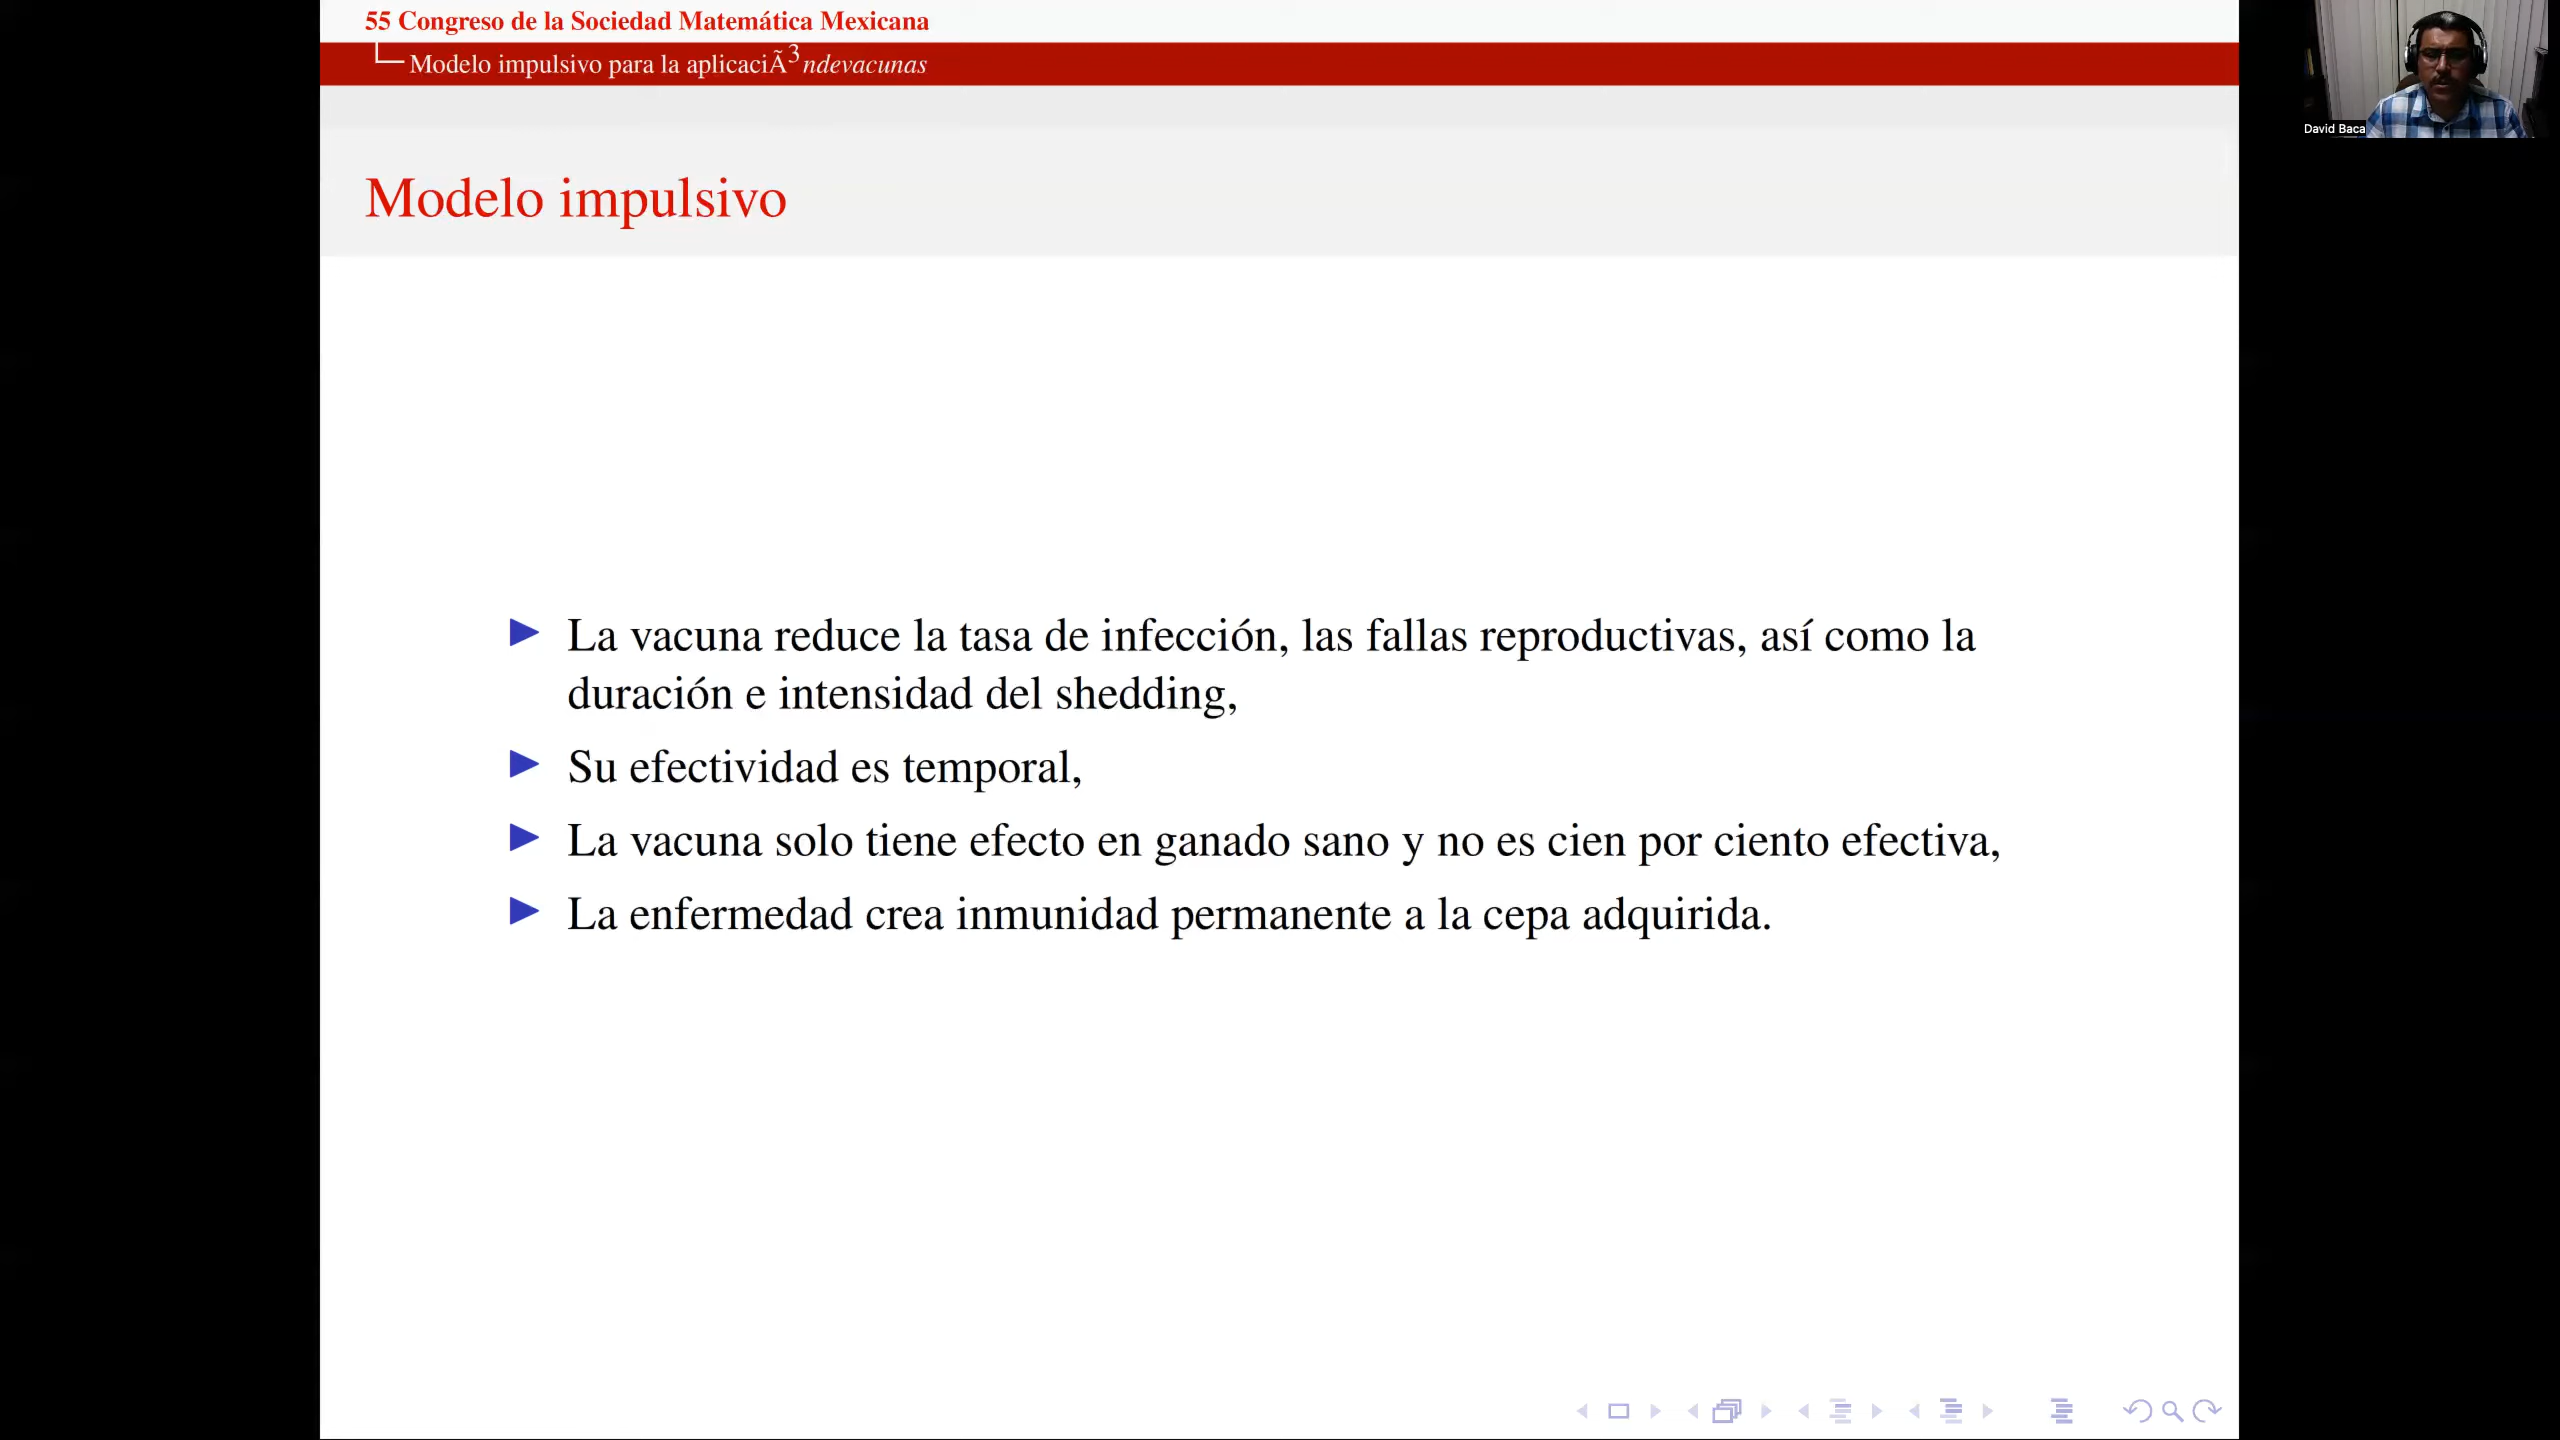 55 Congreso de la Sociedad Matemática Mexicana
Modelo impulsivo para la aplicaciÃ³ndevacunas
David Baca
Modelo impulsivo
La vacuna reduce la tasa de infección, las fallas reproductivas, así como la
duración e intensidad del shedding,
Su efectividad es temporal,
La vacuna solo tiene efecto en ganado sano y no es cien por ciento efectiva,
La enfermedad crea inmunidad permanente a la cepa adquirida.